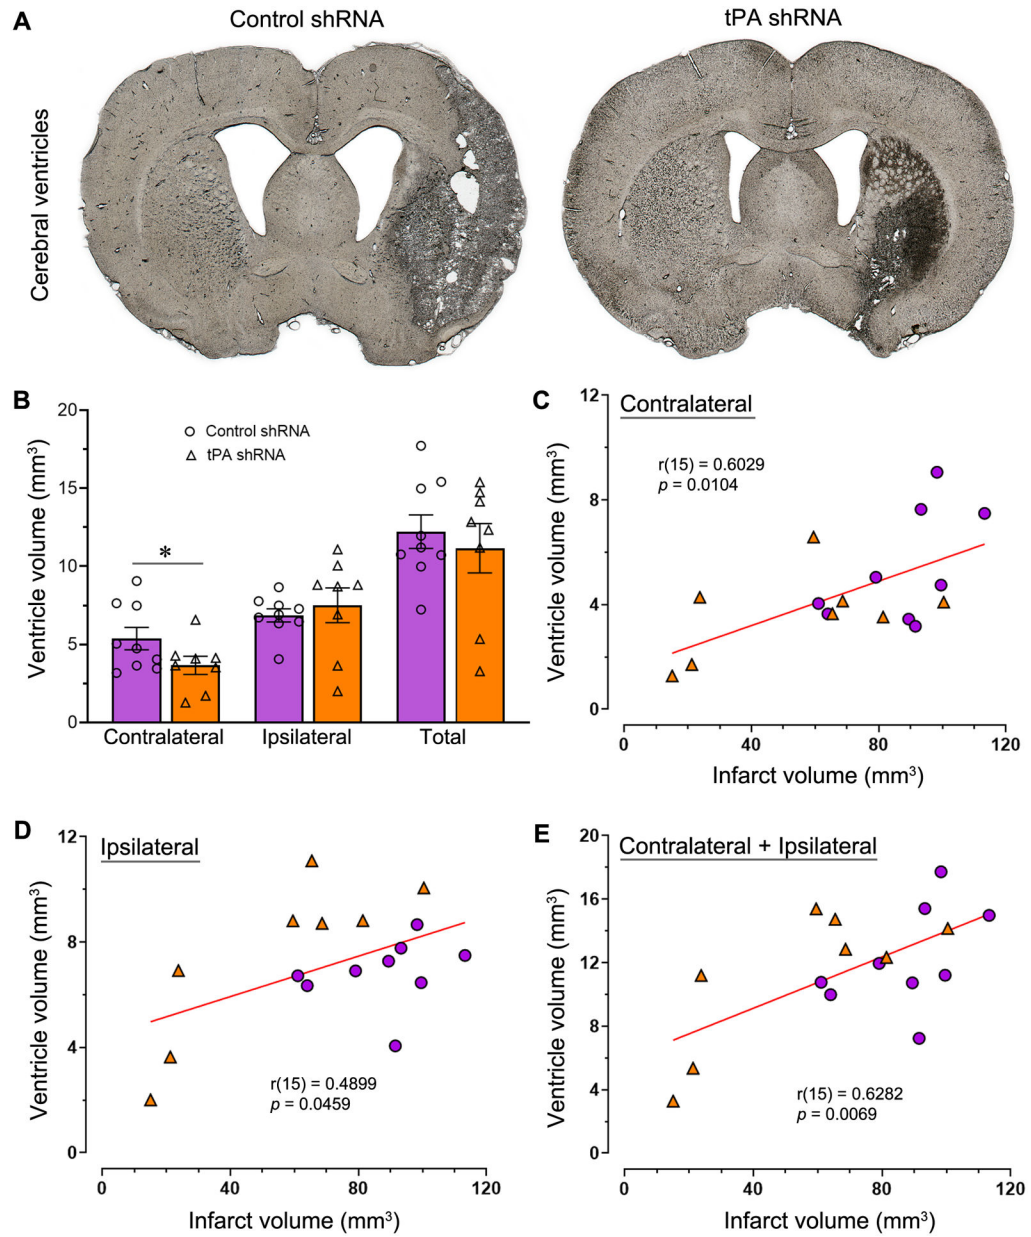 A
Control shRNA
tPA shRNA
Cerebral ventricles
B
Ventricle volume (mm³)
20
15
10
5
0
Control shRNA
tPA shRNA
*
Contralateral
Ipsilateral
Total
C
Contralateral
Ventricle volume (mm³)
12
8
4
0
r(15) = 0.6029
p = 0.0104
0 40 80 120
Infarct volume (mm³)
D
Ipsilateral
Ventricle volume (mm³)
12
8
4
0
r(15) = 0.4899
p = 0.0459
0 40 80 120
Infarct volume (mm³)
E
Contralateral + Ipsilateral
Ventricle volume (mm³)
20
16
12
8
4
0
r(15) = 0.6282
p = 0.0069
0 40 80 120
Infarct volume (mm³)